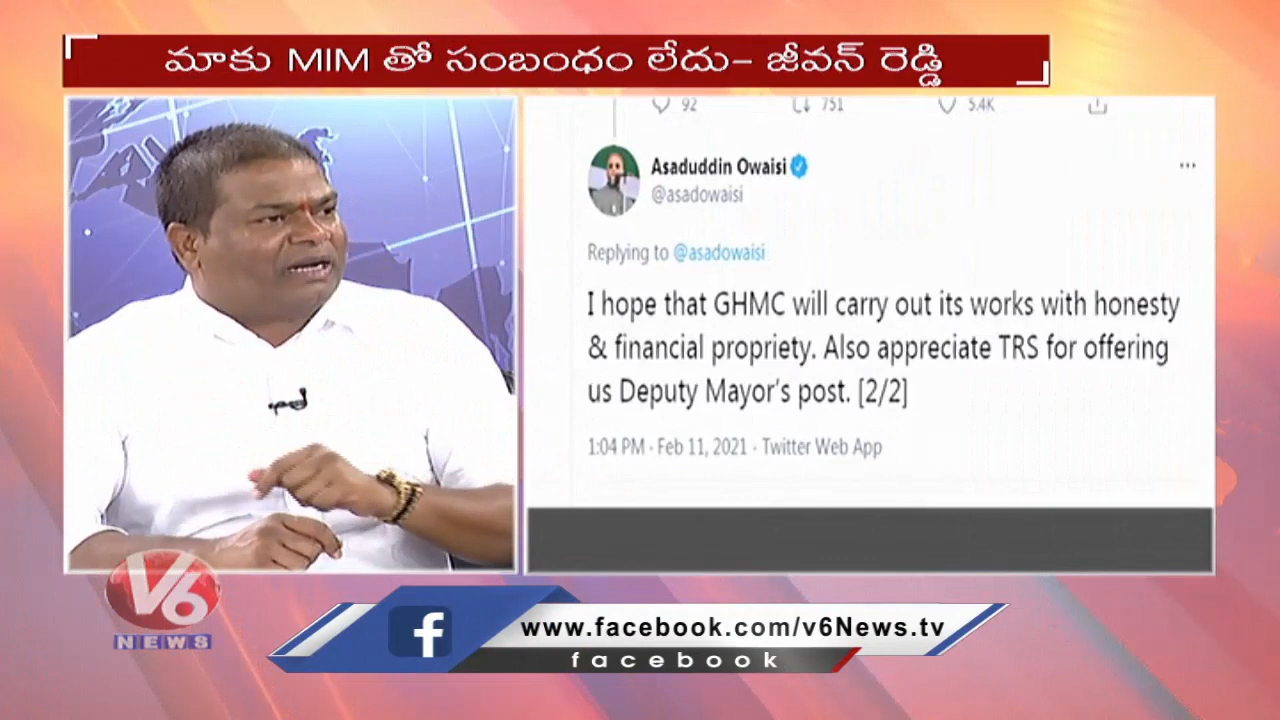 మాకు MIM తో సంబంధం లేదు– జీవన్ రెడ్డి
92 751 5.4K
Asaduddin Owaisi
@asadowaisi
Replying to @asadowaisi
I hope that GHMC will carry out its works with honesty
& financial propriety. Also appreciate TRS for offering
us Deputy Mayor's post. [2/2]
1:04 PM · Feb 11, 2021 · Twitter Web App
V6
NEWS
f
www.facebook.com/v6News.tv
facebook